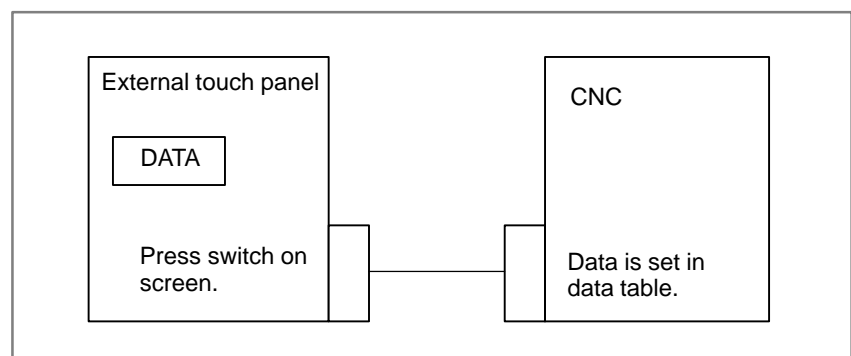 External touch panel
CNC
DATA
Press switch on
screen.
Data is set in
data table.